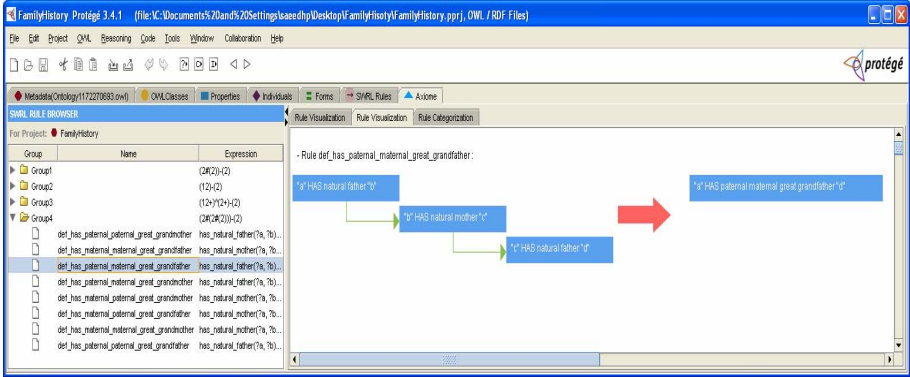 FamilyHistory Protégé 3.4.1 (file:\C:\Documents%20and%20Settings\saeedhp\Desktop\FamilyHisoty\FamilyHistory.pprj, OWL / RDF Files)
File Edit Project OWL Reasoning Code Tools Window Collaboration Help
protégé
Metadata(Ontology1172270693.owl) OWLClasses Properties Individuals Forms SWRL Rules Axiome
SWRL RULE BROWSER
For Project: FamilyHistory
Group Name Expression
Group1 (2#(2))-(2)
Group2 (12)-(2)
Group3 (12+)*(2+)-(2)
Group4 (2#(2#(2)))-(2)
def_has_paternal_paternal_great_grandmother has_natural_father(?a, ?b)...
def_has_maternal_maternal_great_grandfather has_natural_mother(?a, ?b...
def_has_paternal_maternal_great_grandfather has_natural_father(?a, ?b)...
def_has_paternal_maternal_great_grandmother has_natural_father(?a, ?b)...
def_has_maternal_paternal_great_grandfather has_natural_mother(?a, ?b...
def_has_maternal_maternal_great_grandmother has_natural_mother(?a, ?b...
def_has_paternal_paternal_great_grandfather has_natural_father(?a, ?b)...
Rule Visualization Rule Visualization Rule Categorization
- Rule def_has_paternal_maternal_great_grandfather :
"a" HAS natural father "b"
"a" HAS paternal maternal great grandfather "d"
"b" HAS natural mother "c"
"c" HAS natural father "d"